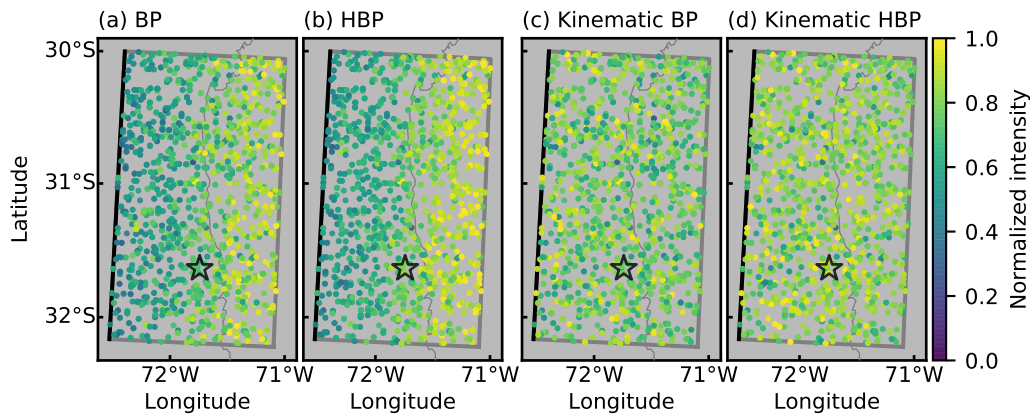 (a) BP
(b) HBP
(c) Kinematic BP
(d) Kinematic HBP
30°S
31°S
32°S
Latitude
72°W
71°W
72°W
71°W
72°W
71°W
72°W
71°W
Longitude
Longitude
Longitude
Longitude
1.0
0.8
0.6
0.4
0.2
0.0
Normalized intensity